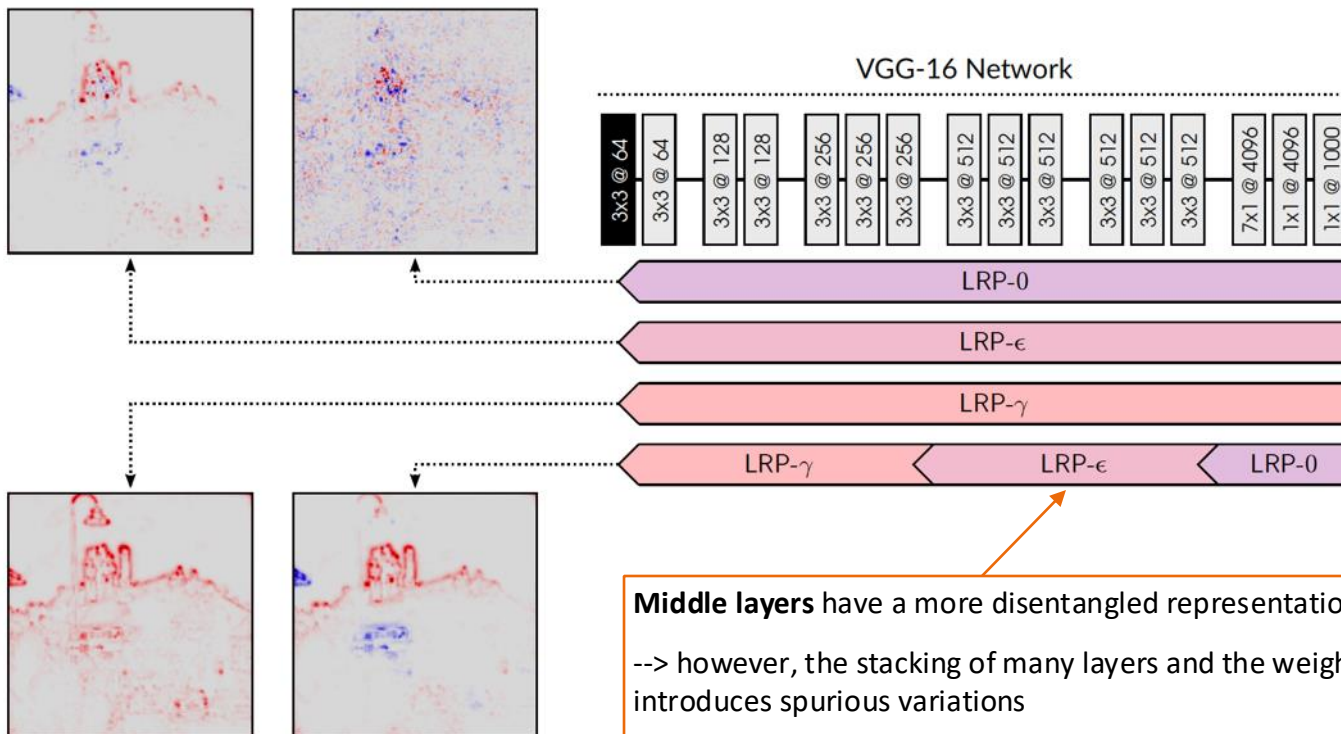 VGG-16 Network
3x3 @ 64
3x3 @ 64
3x3 @ 128
3x3 @ 128
3x3 @ 256
3x3 @ 256
3x3 @ 256
3x3 @ 512
3x3 @ 512
3x3 @ 512
3x3 @ 512
3x3 @ 512
3x3 @ 512
7x1 @ 4096
1x1 @ 4096
1x1 @ 1000
LRP-0
LRP-ϵ
LRP-γ
LRP-γ LRP-ϵ LRP-0
Middle layers have a more disentangled representatio
--> however, the stacking of many layers and the weigh
introduces spurious variations